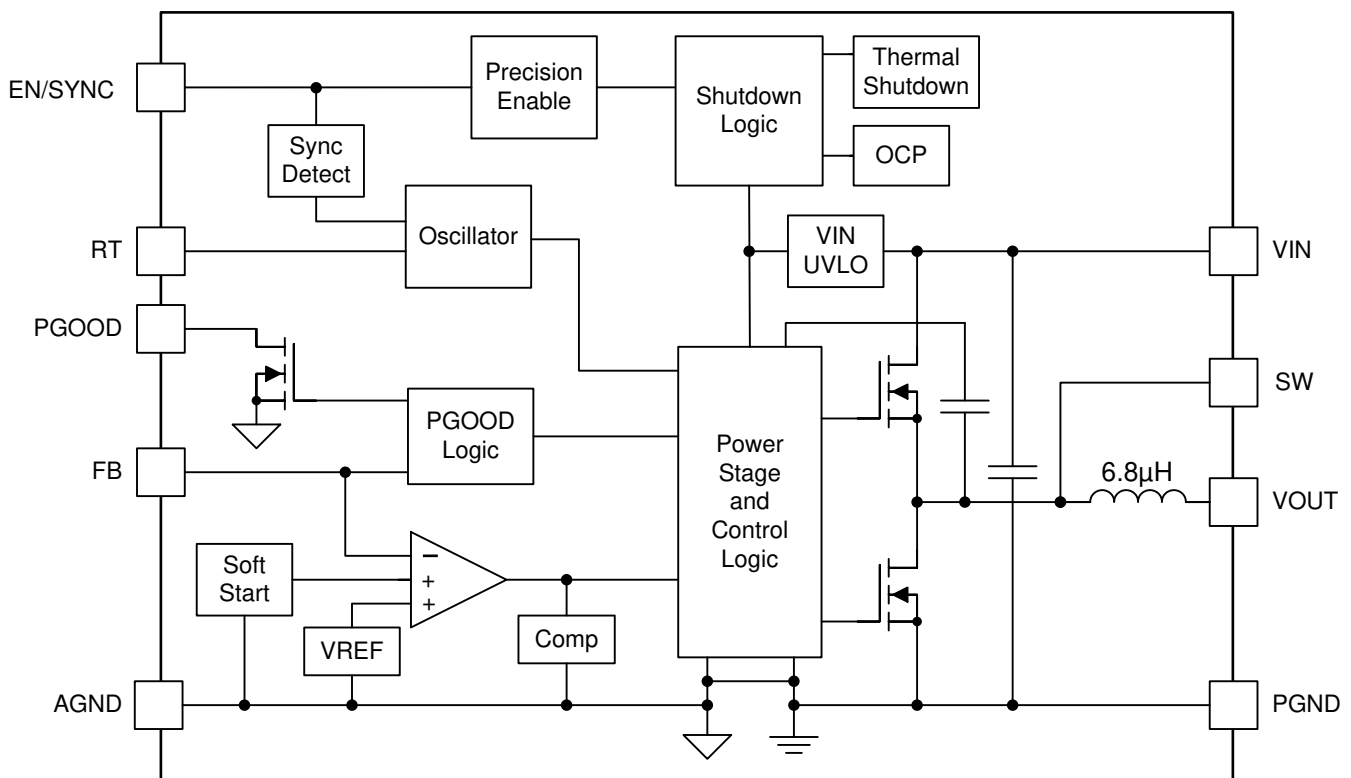 EN/SYNC
Precision
Enable
Shutdown
Logic
Thermal
Shutdown
OCP
Sync
Detect
RT
Oscillator
VIN
UVLO
VIN
PGOOD
SW
PGOOD
Logic
FB
Power
Stage
and
Control
Logic
6.8µH
VOUT
Soft
Start
−
+
+
VREF
Comp
AGND
PGND